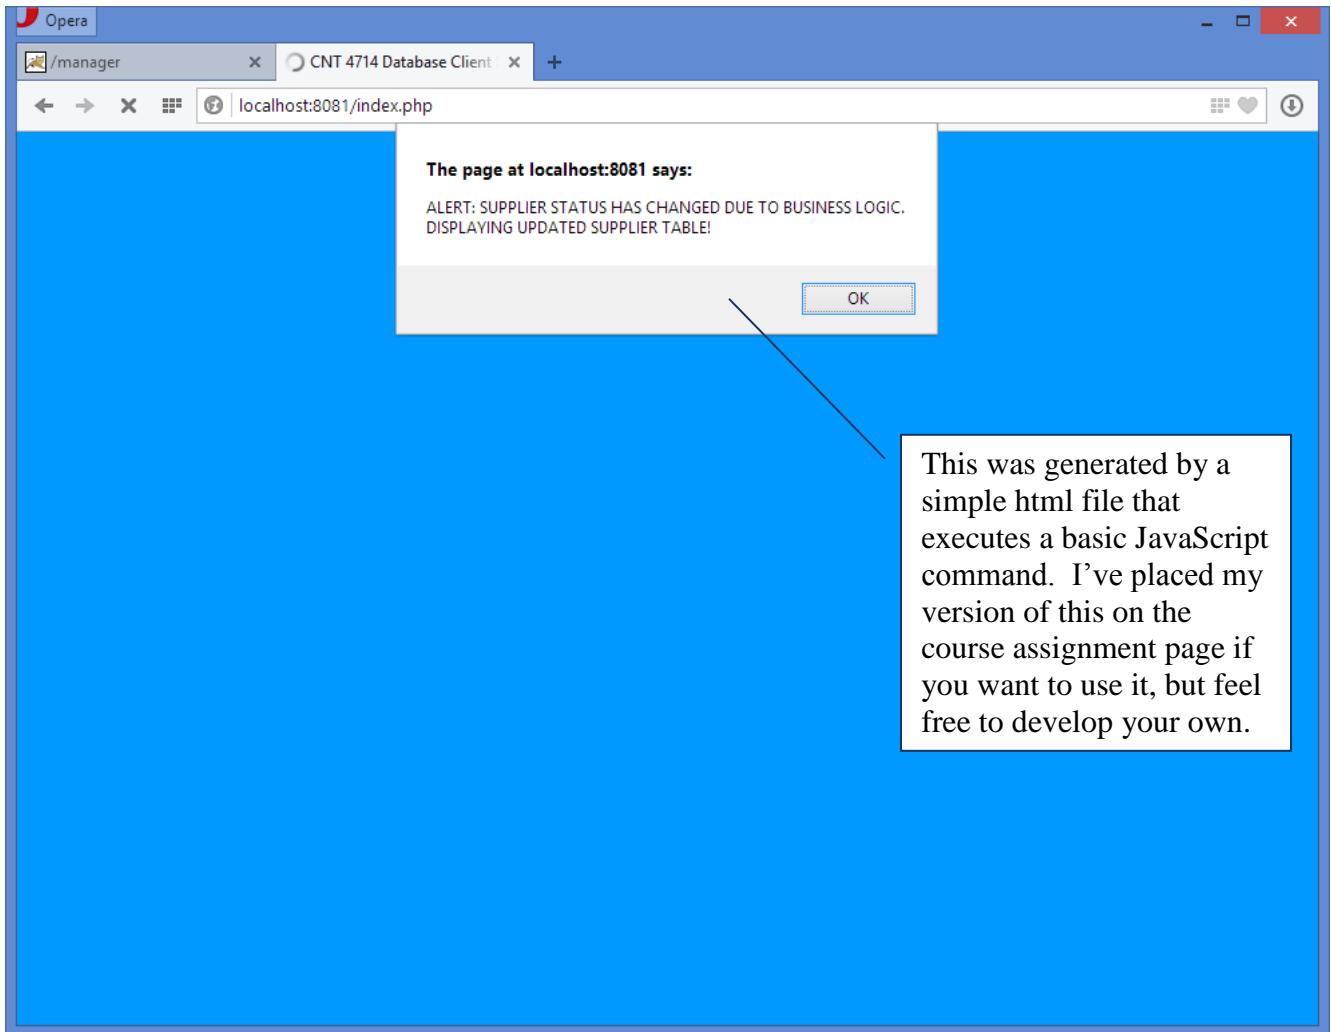 Opera
/manager
CNT 4714 Database Client
localhost:8081/index.php
The page at localhost:8081 says:
ALERT: SUPPLIER STATUS HAS CHANGED DUE TO BUSINESS LOGIC.
DISPLAYING UPDATED SUPPLIER TABLE!
OK
This was generated by a
simple html file that
executes a basic JavaScript
command.  I’ve placed my
version of this on the
course assignment page if
you want to use it, but feel
free to develop your own.